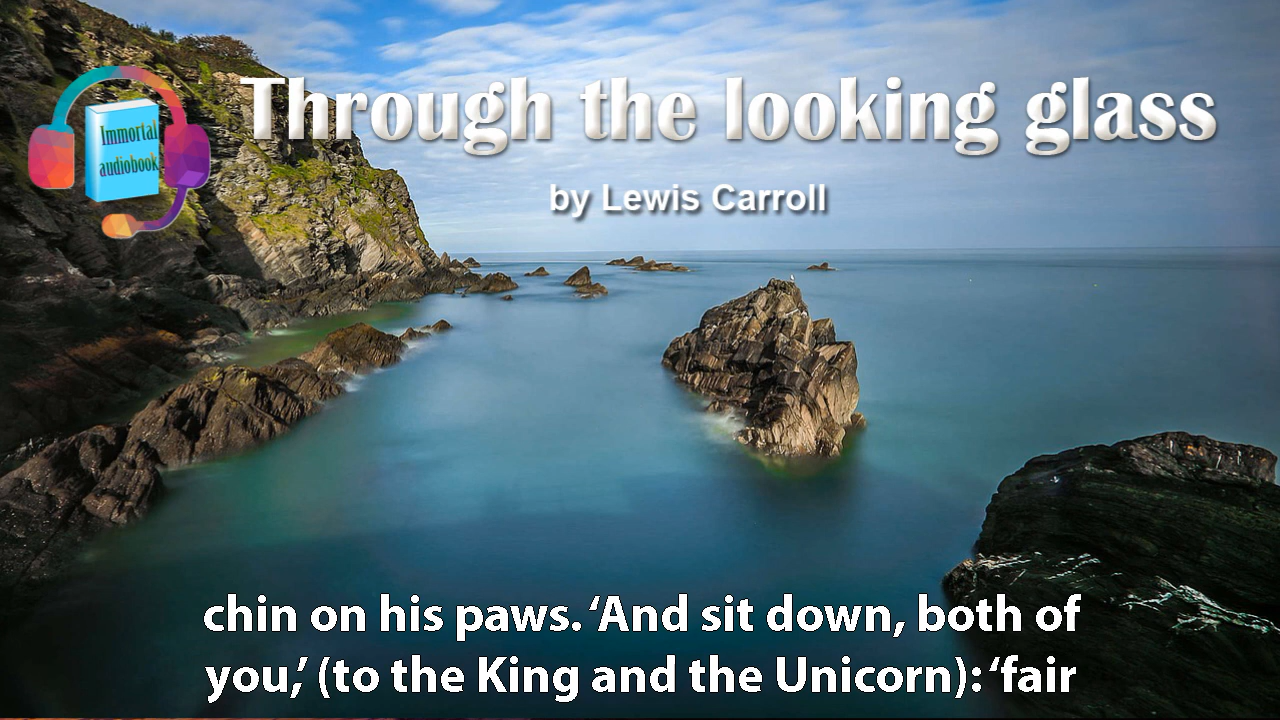 Immortal
audiobook
Through the looking glass
by Lewis Carroll
chin on his paws. ‘And sit down, both of
you,’ (to the King and the Unicorn): ‘fair